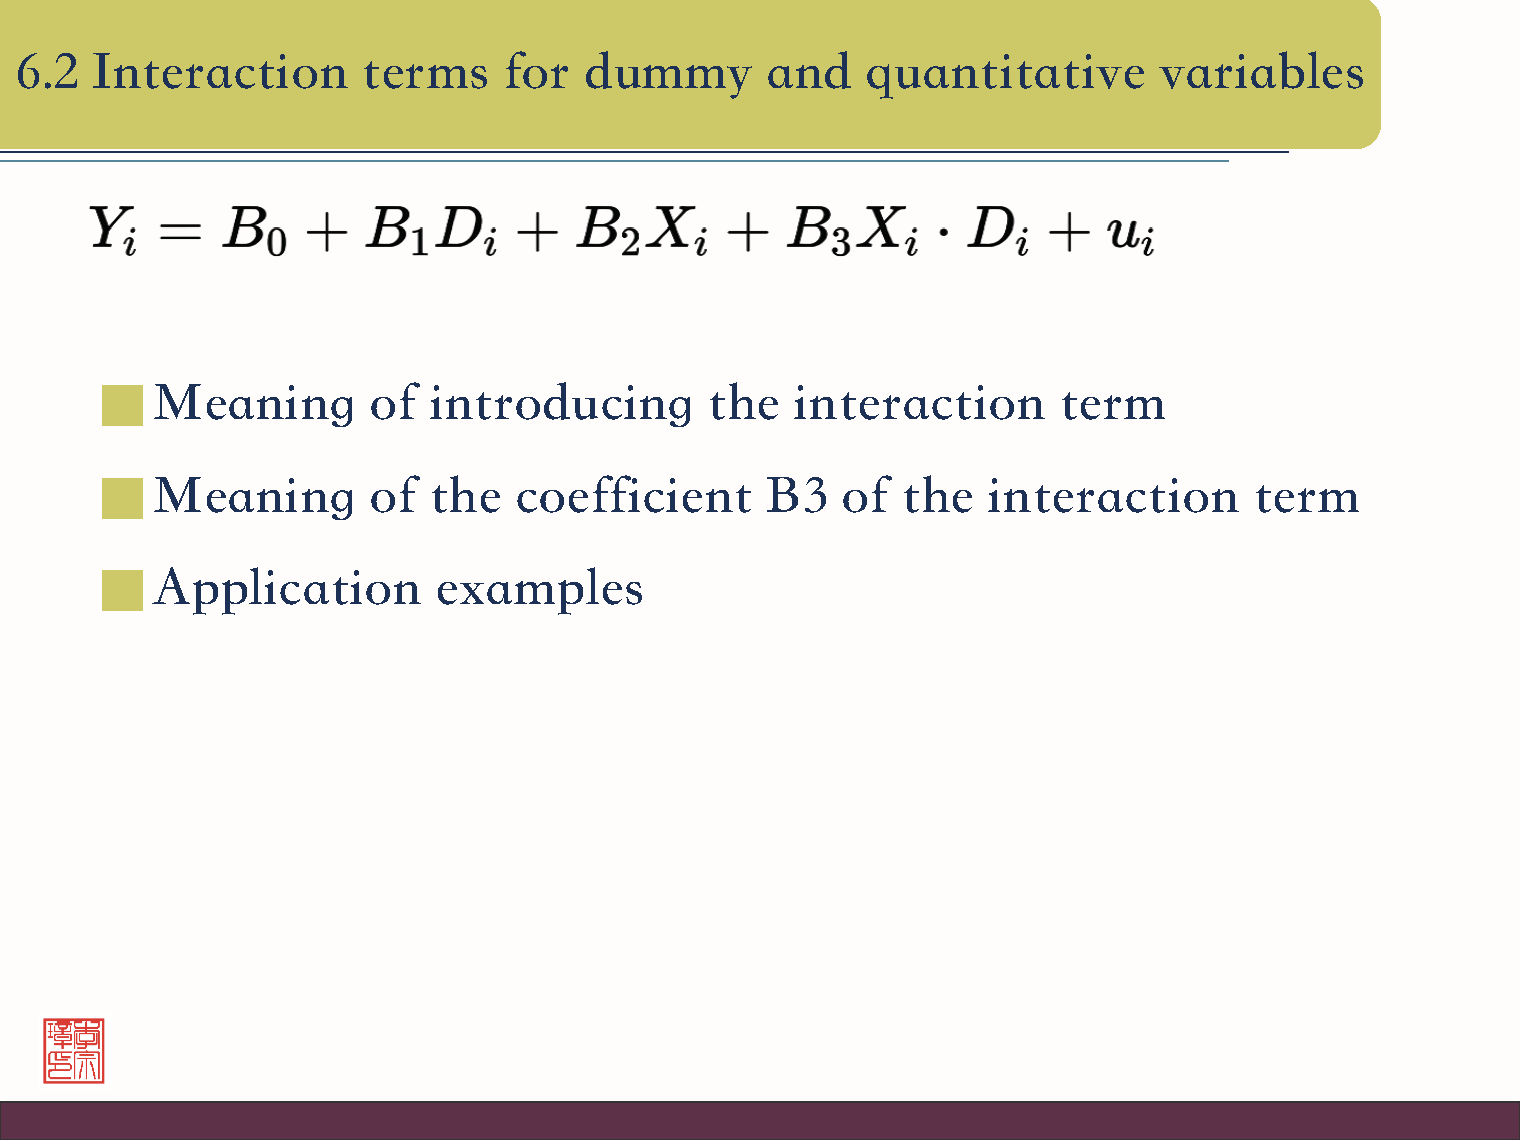 6.2 Interaction terms for dummy and quantitative variables
Y_i = B_0 + B_1 D_i + B_2 X_i + B_3 X_i · D_i + u_i
Meaning of introducing the interaction term
Meaning of the coefficient B3 of the interaction term
Application examples